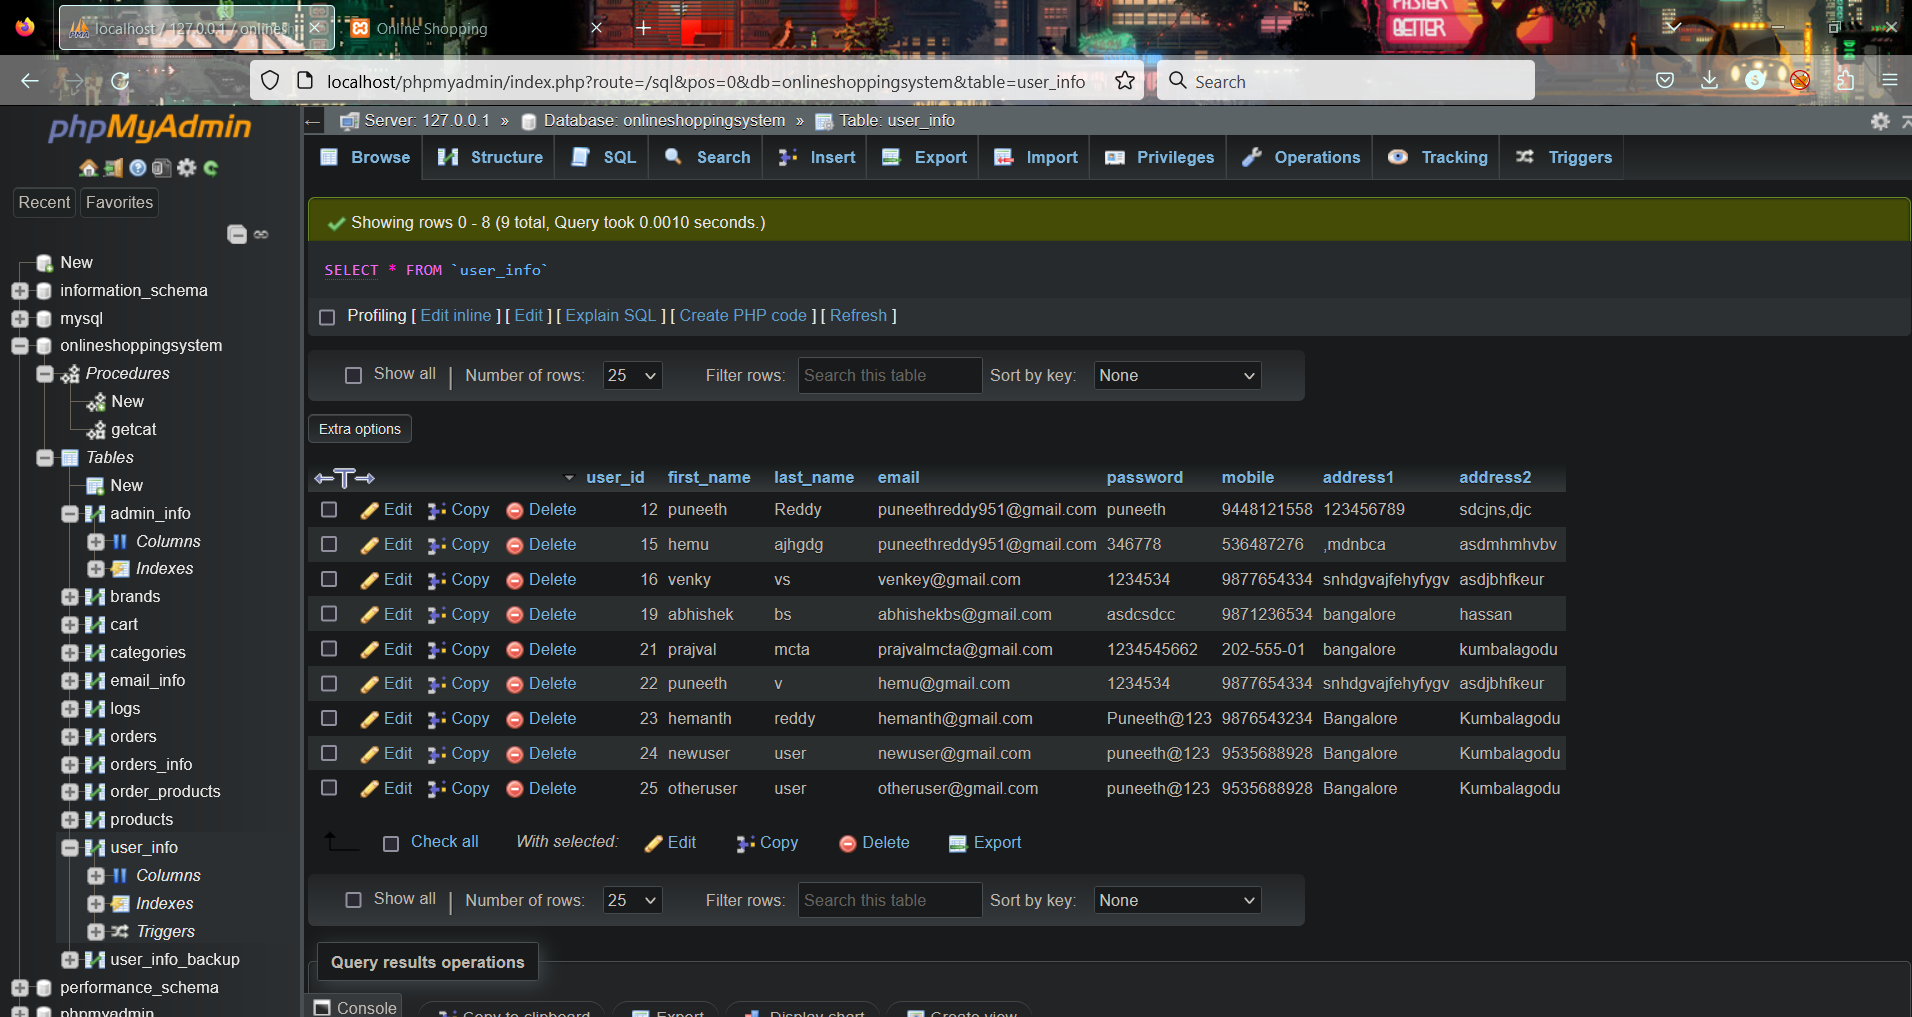 localhost / 127.0.0.1 / onlinesh
Online Shopping
FASTER
BETTER
localhost/phpmyadmin/index.php?route=/sql&pos=0&db=onlineshoppingsystem&table=user_info
Search
phpMyAdmin
Server: 127.0.0.1 » Database: onlineshoppingsystem » Table: user_info
Browse Structure SQL Search Insert Export Import Privileges Operations Tracking Triggers
Recent Favorites
New
information_schema
mysql
onlineshoppingsystem
Procedures
New
getcat
Tables
New
admin_info
Columns
Indexes
brands
cart
categories
email_info
logs
orders
orders_info
order_products
products
user_info
Columns
Indexes
Triggers
user_info_backup
performance_schema
phpmyadmin
Showing rows 0 - 8 (9 total, Query took 0.0010 seconds.)
SELECT * FROM `user_info`
Profiling [ Edit inline ] [ Edit ] [ Explain SQL ] [ Create PHP code ] [ Refresh ]
Show all | Number of rows: 25 Filter rows: Search this table Sort by key: None
Extra options
user_id first_name last_name email password mobile address1 address2
Edit Copy Delete 12 puneeth Reddy puneethreddy951@gmail.com puneeth 9448121558 123456789 sdcjns,djc
Edit Copy Delete 15 hemu ajhgdg puneethreddy951@gmail.com 346778 536487276 ,mdnbca asdmhmhvbv
Edit Copy Delete 16 venky vs venkey@gmail.com 1234534 9877654334 snhdgvajfehyfygv asdjbhfkeur
Edit Copy Delete 19 abhishek bs abhishekbs@gmail.com asdcsdcc 9871236534 bangalore hassan
Edit Copy Delete 21 prajval mcta prajvalmcta@gmail.com 1234545662 202-555-01 bangalore kumbalagodu
Edit Copy Delete 22 puneeth v hemu@gmail.com 1234534 9877654334 snhdgvajfehyfygv asdjbhfkeur
Edit Copy Delete 23 hemanth reddy hemanth@gmail.com Puneeth@123 9876543234 Bangalore Kumbalagodu
Edit Copy Delete 24 newuser user newuser@gmail.com puneeth@123 9535688928 Bangalore Kumbalagodu
Edit Copy Delete 25 otheruser user otheruser@gmail.com puneeth@123 9535688928 Bangalore Kumbalagodu
Check all With selected: Edit Copy Delete Export
Show all | Number of rows: 25 Filter rows: Search this table Sort by key: None
Query results operations
Console
Copy to clipboard Export Display chart Create view